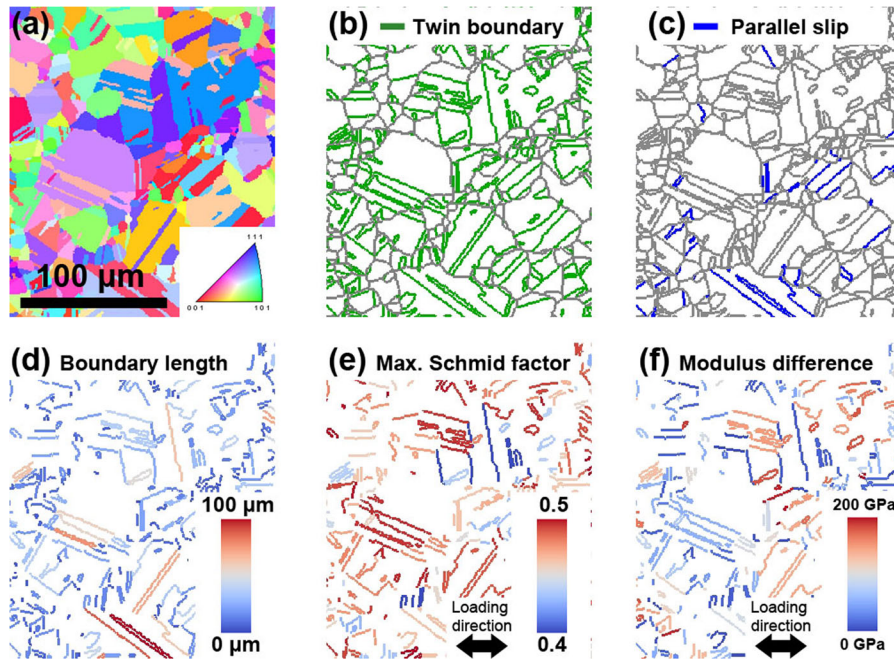 (a)
(b) Twin boundary
(c) Parallel slip
111
100 µm
001 101
(d) Boundary length
(e) Max. Schmid factor
(f) Modulus difference
100 µm
0.5
200 GPa
Loading
direction
Loading
direction
0 µm
0.4
0 GPa